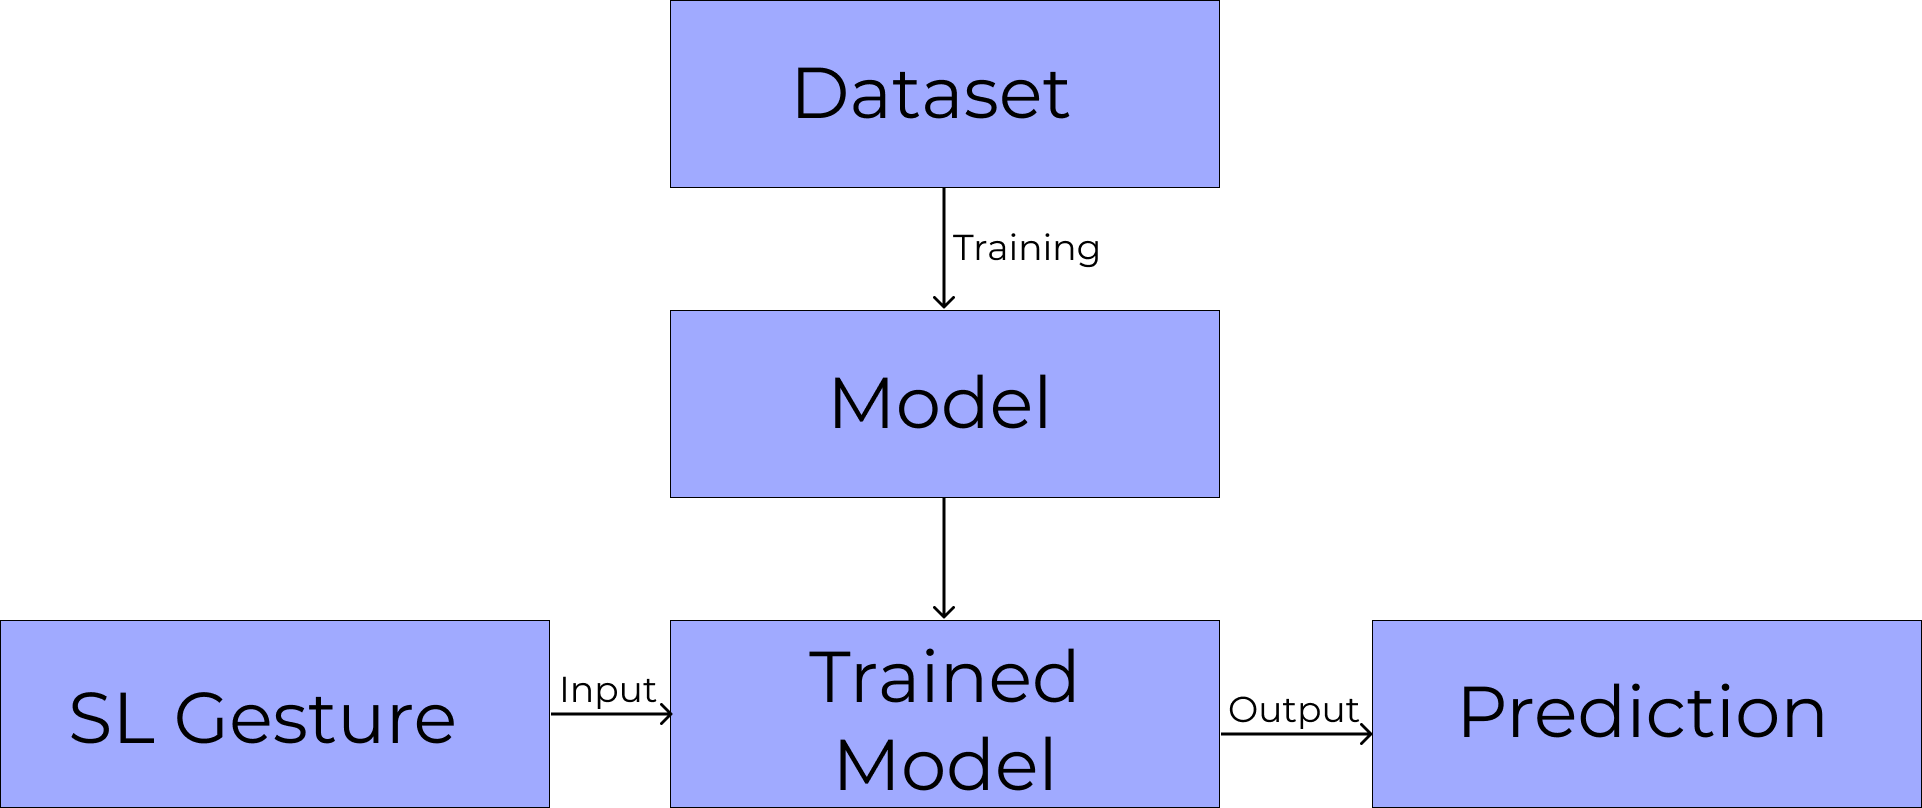 Dataset
Training
Model
SL Gesture
Input
Trained
Model
Output
Prediction